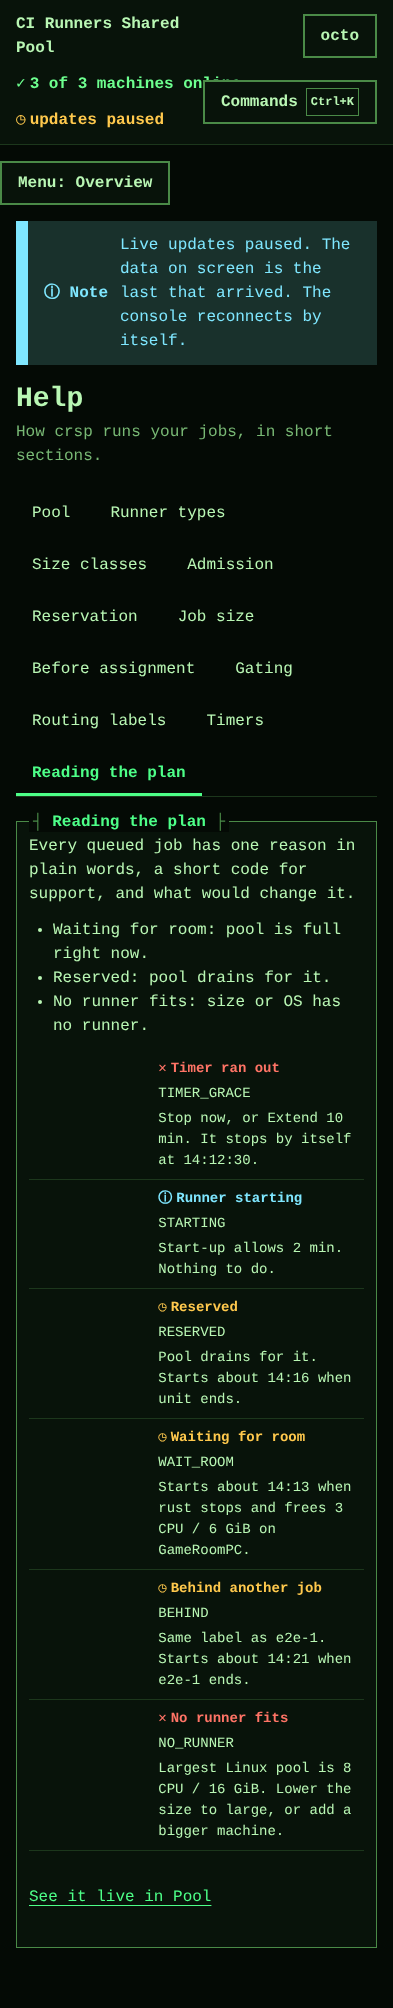 CI Runners Shared
Pool
octo
✓ 3 of 3 machines online
Commands Ctrl+K
◷ updates paused
Menu: Overview
ⓘ Note
Live updates paused. The
data on screen is the
last that arrived. The
console reconnects by
itself.
Help
How crsp runs your jobs, in short
sections.
Pool Runner types
Size classes Admission
Reservation Job size
Before assignment Gating
Routing labels Timers
Reading the plan
┤ Reading the plan ├
Every queued job has one reason in
plain words, a short code for
support, and what would change it.
• Waiting for room: pool is full
right now.
• Reserved: pool drains for it.
• No runner fits: size or OS has
no runner.
✕ Timer ran out
TIMER_GRACE
Stop now, or Extend 10
min. It stops by itself
at 14:12:30.
ⓘ Runner starting
STARTING
Start-up allows 2 min.
Nothing to do.
◷ Reserved
RESERVED
Pool drains for it.
Starts about 14:16 when
unit ends.
◷ Waiting for room
WAIT_ROOM
Starts about 14:13 when
rust stops and frees 3
CPU / 6 GiB on
GameRoomPC.
◷ Behind another job
BEHIND
Same label as e2e-1.
Starts about 14:21 when
e2e-1 ends.
✕ No runner fits
NO_RUNNER
Largest Linux pool is 8
CPU / 16 GiB. Lower the
size to large, or add a
bigger machine.
See it live in Pool